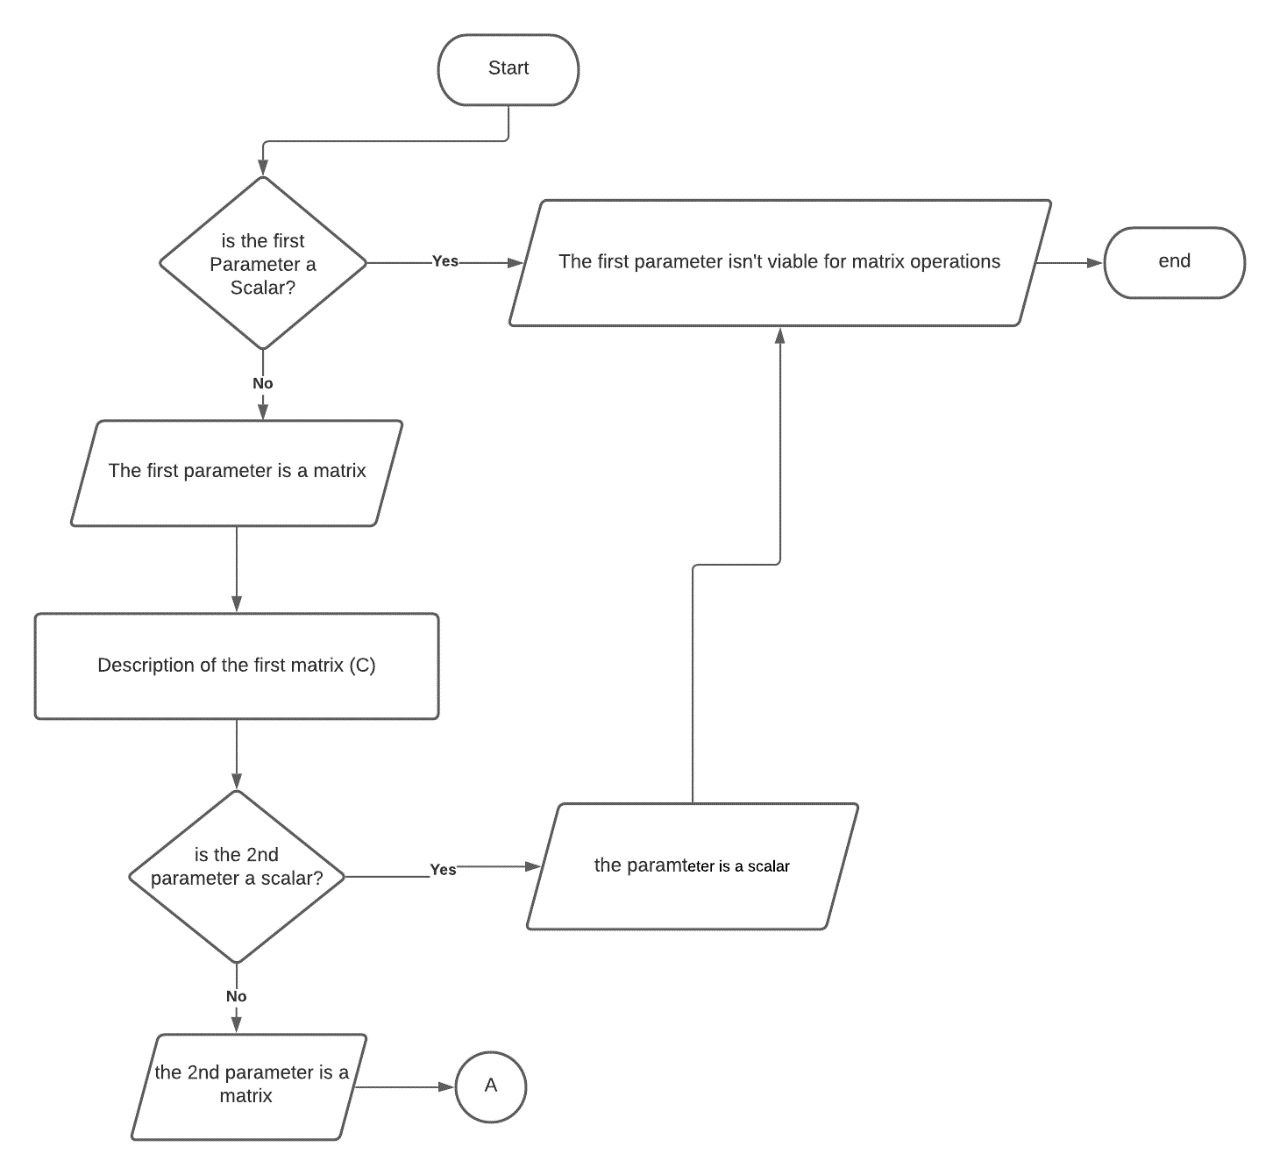 Start
is the first
Parameter a
Scalar?
Yes
The first parameter isn't viable for matrix operations
end
No
The first parameter is a matrix
Description of the first matrix (C)
is the 2nd
parameter a scalar?
Yes
the paramteter is a scalar
No
the 2nd parameter is a
matrix
A